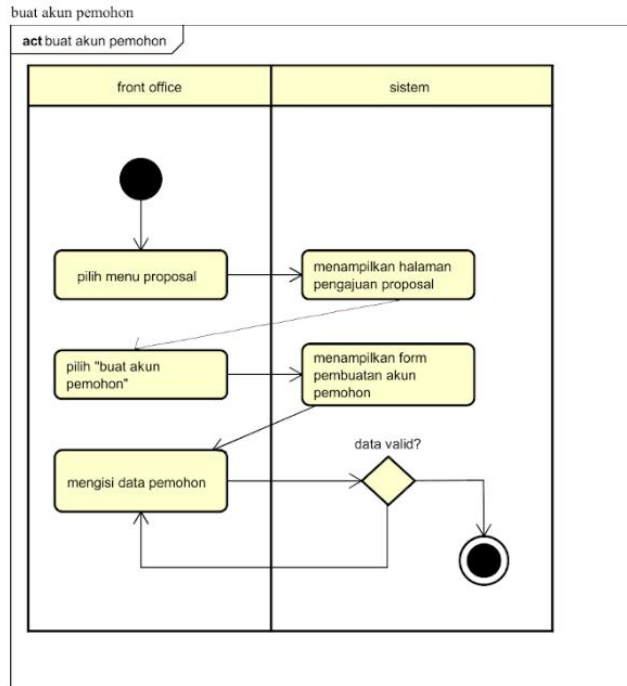 buat akun pemohon
act buat akun pemohon
front office
sistem
pilih menu proposal
menampilkan halaman
pengajuan proposal
pilih "buat akun
pemohon"
menampilkan form
pembuatan akun
pemohon
data valid?
mengisi data pemohon